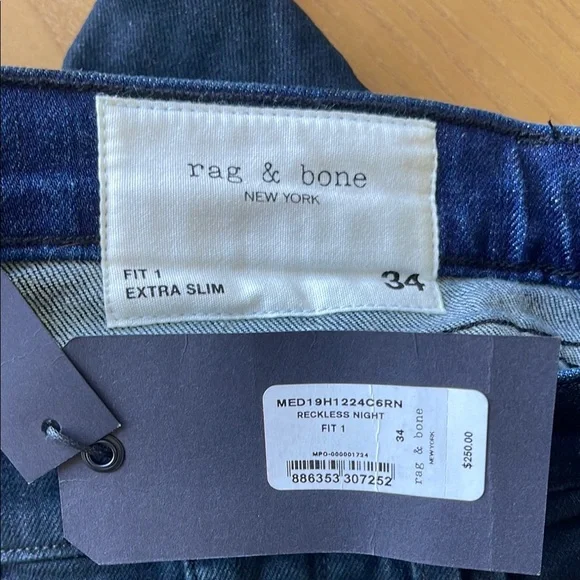 rag & bone
NEW YORK
FIT 1
EXTRA SLIM
34
MED19H1224C6RN
RECKLESS NIGHT
FIT 1
MPO-000001724
886353 307252
34
rag & bone
NEW YORK
$250.00